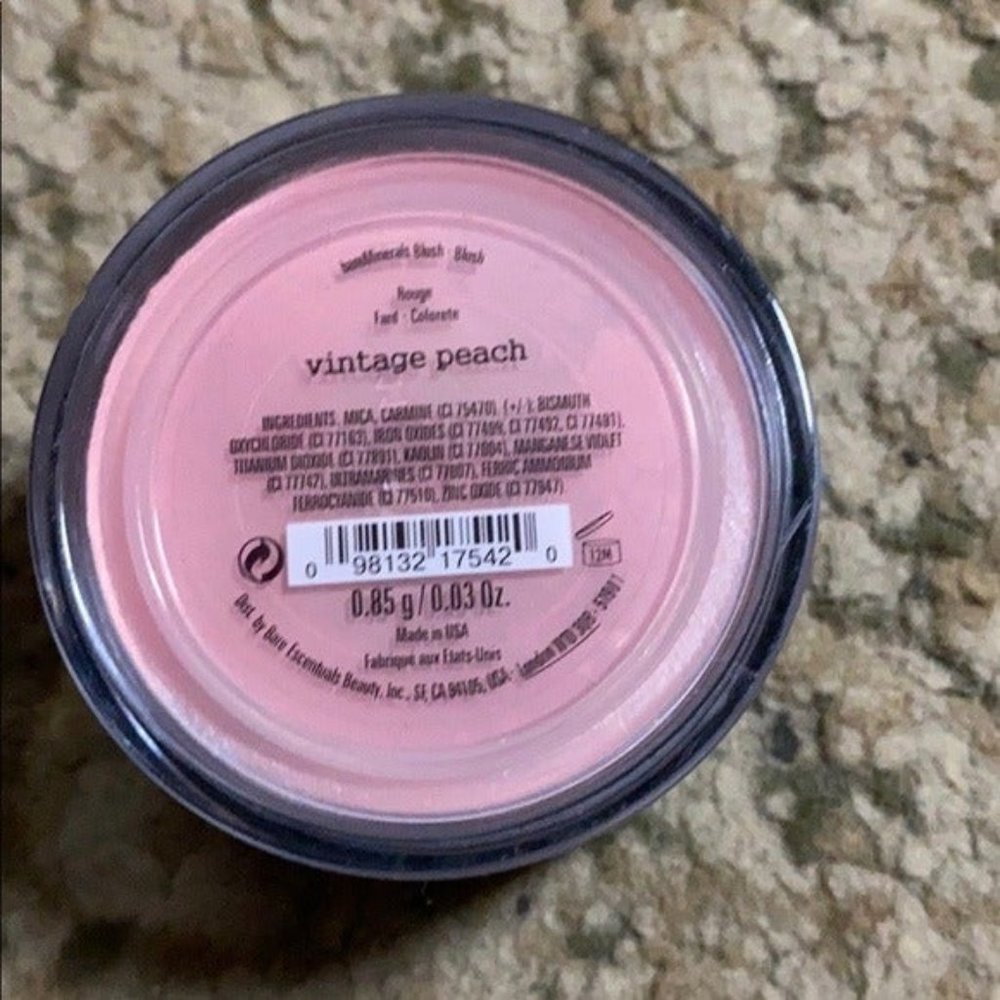 bareMinerals Blush · Blush
Rouge
Fard · Colorete
vintage peach
INGREDIENTS: MICA, CARMINE (CI 75470), (+/-): BISMUTH
OXYCHLORIDE (CI 77163), IRON OXIDES (CI 77499, CI 77492, CI 77491),
TITANIUM DIOXIDE (CI 77891), KAOLIN (CI 77004), MANGANESE VIOLET
(CI 77742), ULTRAMARINES (CI 77007), FERRIC AMMONIUM
FERROCYANIDE (CI 77510), ZINC OXIDE (CI 77947)
0 98132 17542 0
12M
0.85 g / 0.03 Oz.
Made in USA
Fabriqué aux États-Unis
Dist. by Bare Escentuals Beauty, Inc., SF, CA 94105, USA · London